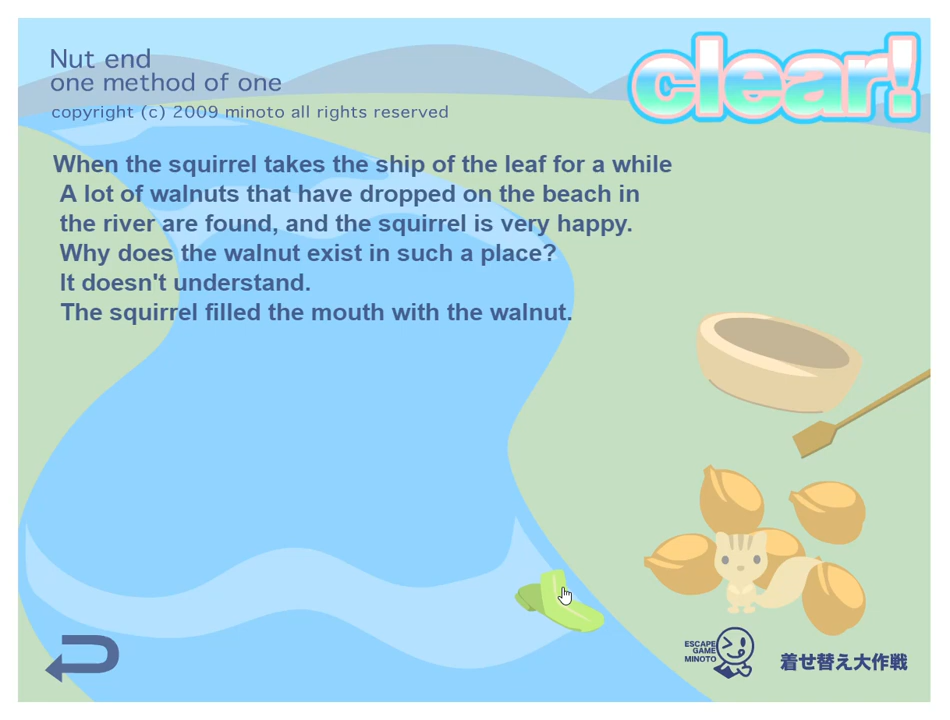 Nut end
one method of one
copyright (c) 2009 minoto all rights reserved
clear!
When the squirrel takes the ship of the leaf for a while
A lot of walnuts that have dropped on the beach in
the river are found, and the squirrel is very happy.
Why does the walnut exist in such a place?
It doesn't understand.
The squirrel filled the mouth with the walnut.
ESCAPE
GAME
MINOTO
着せ替え大作戦